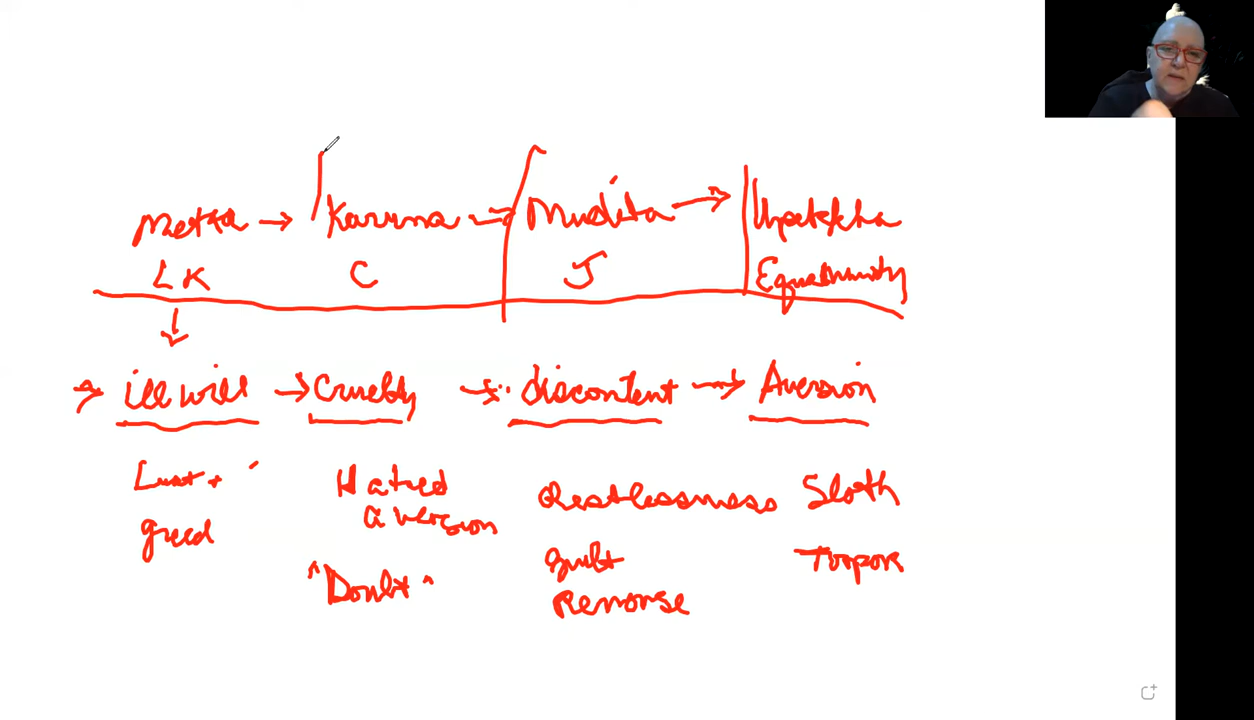 Metta → Karuna → Mudita → Upekkha
LK C J Equanimity
→ ill will → Cruelty → discontent → Aversion
Lust + Hatred Restlessness Sloth
greed aversion Guilt Torpor
"Doubt" Remorse